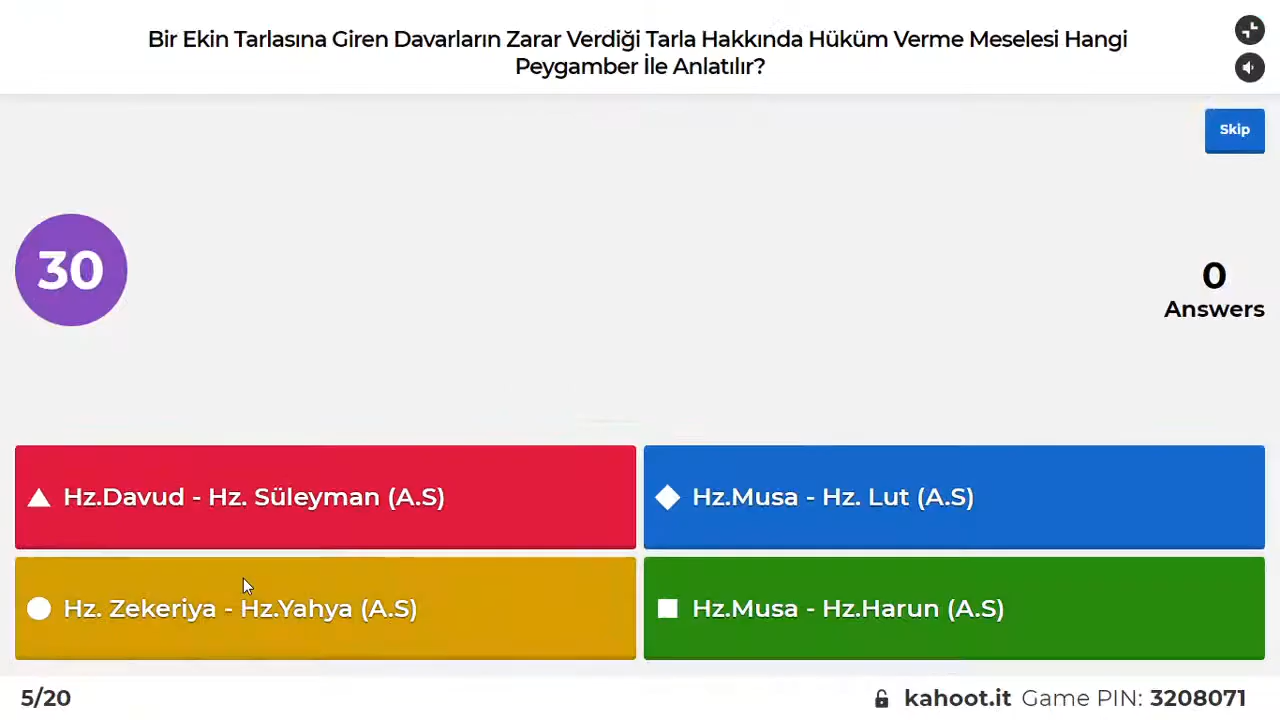 Bir Ekin Tarlasına Giren Davarların Zarar Verdiği Tarla Hakkında Hüküm Verme Meselesi Hangi
Peygamber İle Anlatılır?
Skip
30
0
Answers
Hz.Davud - Hz. Süleyman (A.S)
Hz.Musa - Hz. Lut (A.S)
Hz. Zekeriya - Hz.Yahya (A.S)
Hz.Musa - Hz.Harun (A.S)
5/20
kahoot.it Game PIN: 3208071